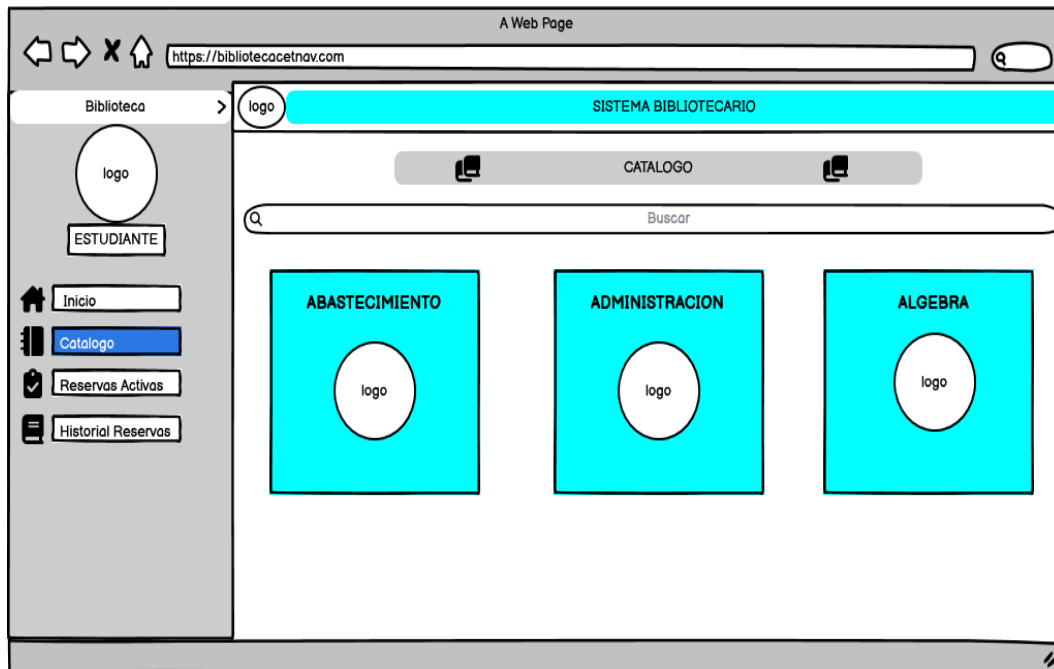 A Web Page
https://bibliotecacetnav.com
Biblioteca
logo
SISTEMA BIBLIOTECARIO
logo
ESTUDIANTE
Inicio
Catalogo
Reservas Activas
Historial Reservas
CATALOGO
Buscar
ABASTECIMIENTO
logo
ADMINISTRACION
logo
ALGEBRA
logo